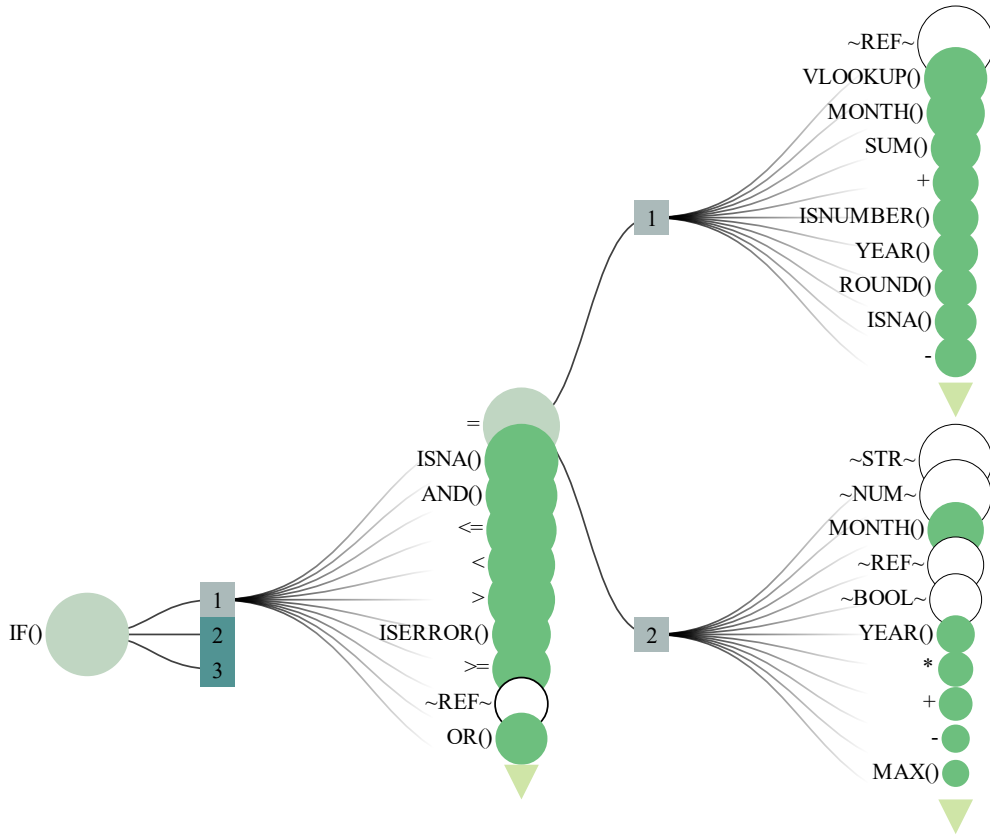 IF()
1
2
3
=
ISNA()
AND()
<=
<
>
ISERROR()
>=
~REF~
OR()
1
~REF~
VLOOKUP()
MONTH()
SUM()
+
ISNUMBER()
YEAR()
ROUND()
ISNA()
-
2
~STR~
~NUM~
MONTH()
~REF~
~BOOL~
YEAR()
*
+
-
MAX()